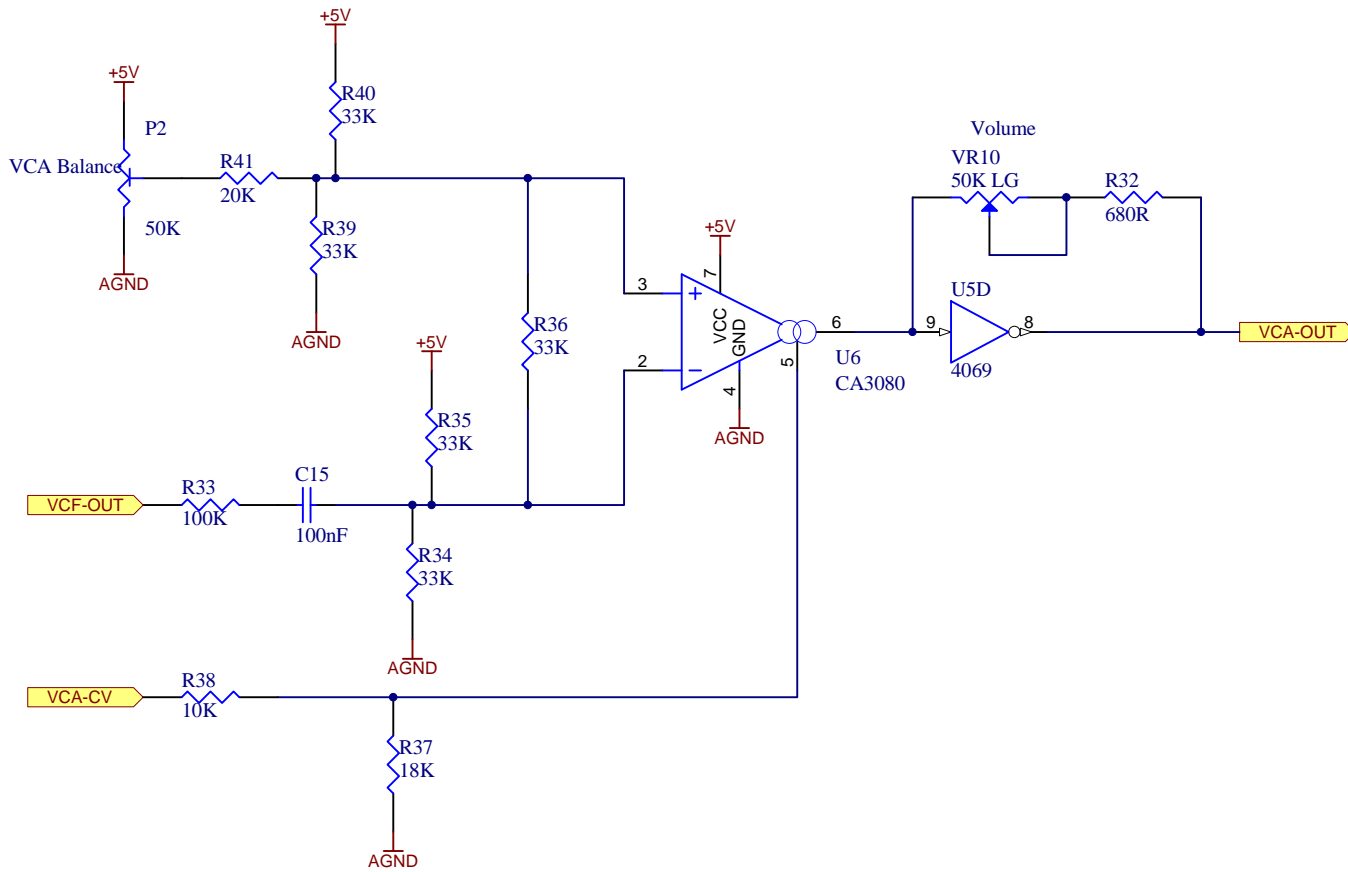 +5V
+5V
P2
VCA Balance
50K
AGND
R41
20K
R40
33K
R39
33K
AGND
R36
33K
+5V
R35
33K
VCF-OUT
R33
100K
C15
100nF
R34
33K
AGND
VCA-CV
R38
10K
R37
18K
AGND
+5V
7
VCC
GND
3
+
2
−
4
AGND
5
6
U6
CA3080
Volume
VR10
50K LG
R32
680R
U5D
9
8
4069
VCA-OUT